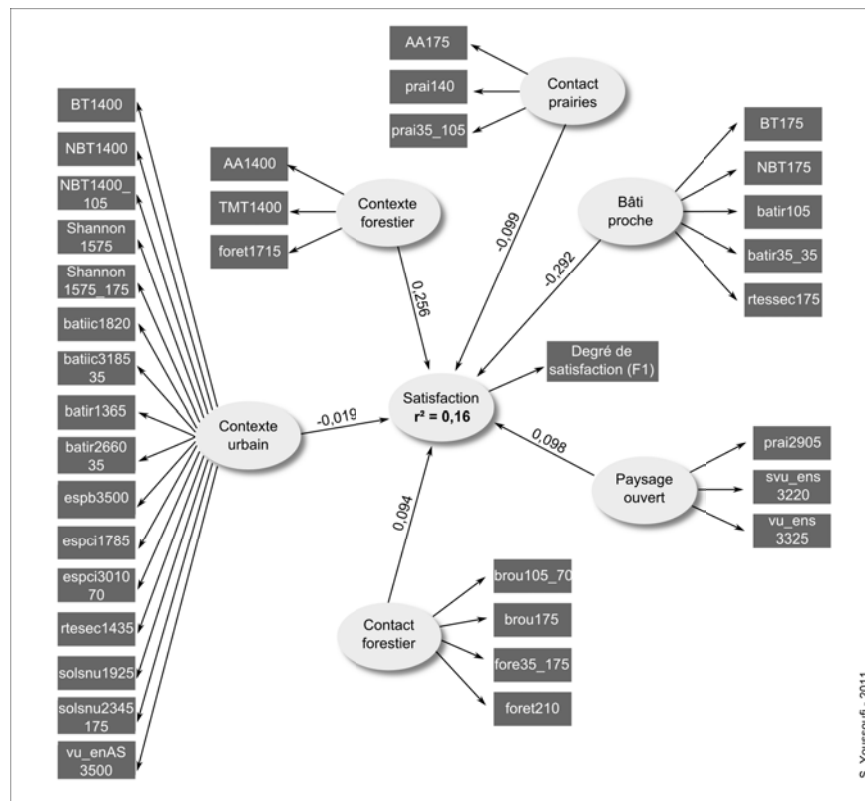 AA175
prai140
prai35_105
Contact
prairies
BT1400
NBT1400
NBT1400_
105
Shannon
1575
Shannon
1575_175
batiic1820
batiic3185
35
batir1365
batir2660
35
espb3500
espci1785
espci3010
70
rtesec1435
solsnu1925
solsnu2345
175
vu_enAS
3500
AA1400
TMT1400
foret1715
Contexte
forestier
BT175
NBT175
batir105
batir35_35
rtessec175
Bâti
proche
-0,099
-0,292
0,256
Degré de
satisfaction (F1)
Satisfaction
r² = 0,16
Contexte
urbain
-0,019
0,098
Paysage
ouvert
prai2905
svu_ens
3220
vu_ens
3325
0,094
Contact
forestier
brou105_70
brou175
fore35_175
foret210
S. Youssoufi - 2011